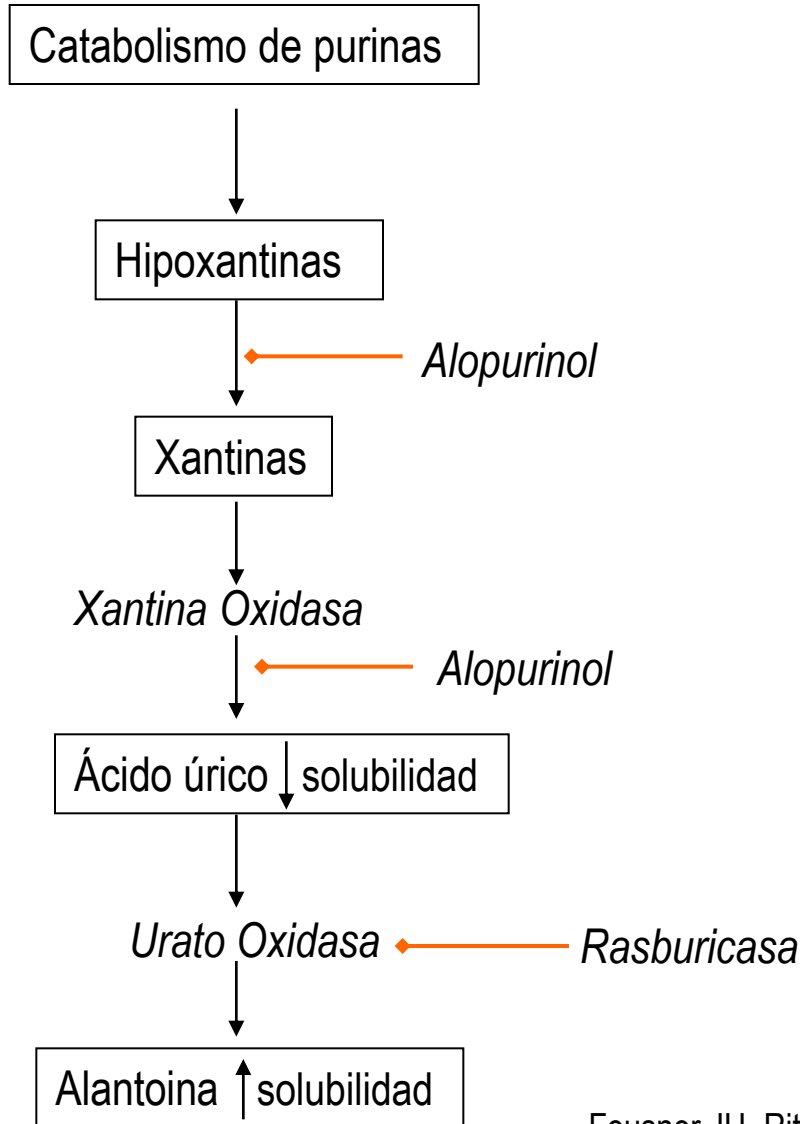 Catabolismo de purinas
Hipoxantinas
Alopurinol
Xantinas
Xantina Oxidasa
Alopurinol
Ácido úrico ↓ solubilidad
Urato Oxidasa
Rasburicasa
Alantoina ↑ solubilidad